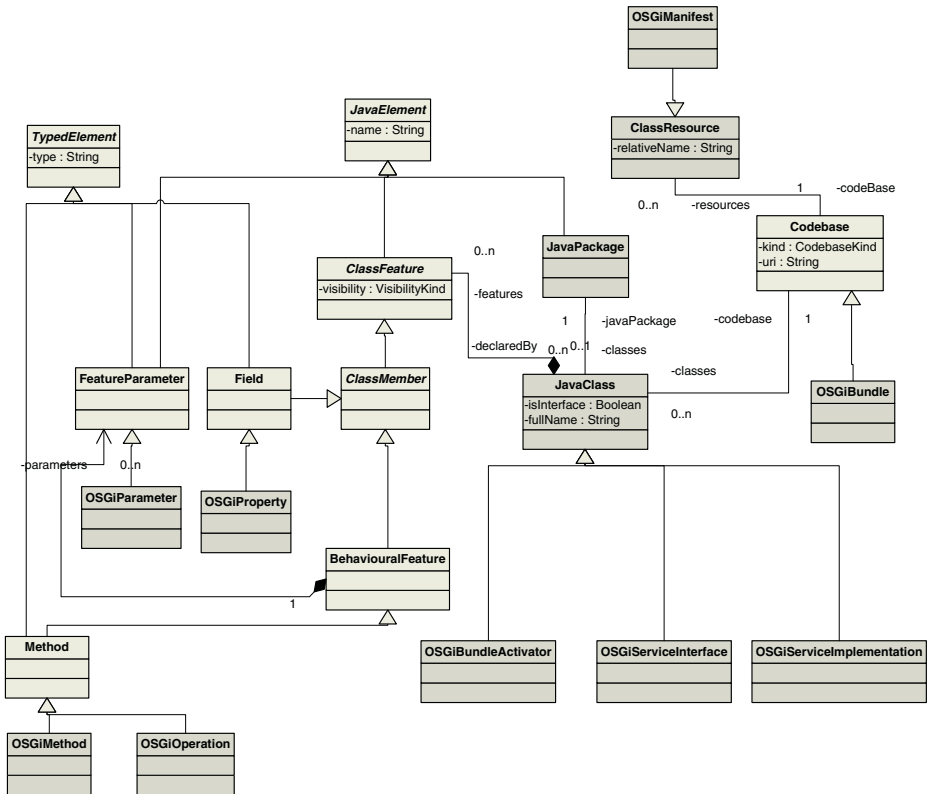 OSGiManifest
JavaElement
-name : String
ClassResource
-relativeName : String
TypedElement
-type : String
1
-codeBase
0..n
-resources
Codebase
-kind : CodebaseKind
-uri : String
JavaPackage
0..n
ClassFeature
-visibility : VisibilityKind
-features
1
-javaPackage
-codebase
1
-declaredBy
0..n
0..1
-classes
FeatureParameter
Field
ClassMember
JavaClass
-isInterface : Boolean
-fullName : String
-classes
0..n
OSGiBundle
-parameters
0..n
OSGiParameter
OSGiProperty
BehaviouralFeature
1
Method
OSGiBundleActivator
OSGiServiceInterface
OSGiServiceImplementation
OSGiMethod
OSGiOperation